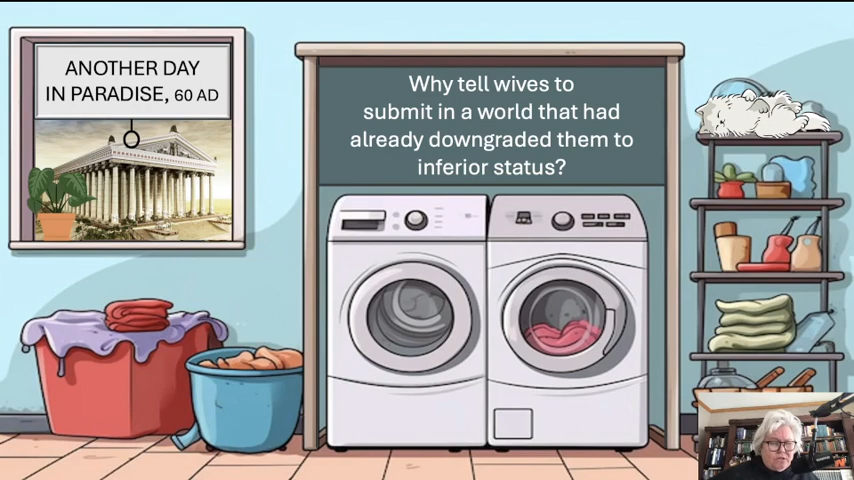 ANOTHER DAY
IN PARADISE, 60 AD
Why tell wives to
submit in a world that had
already downgraded them to
inferior status?